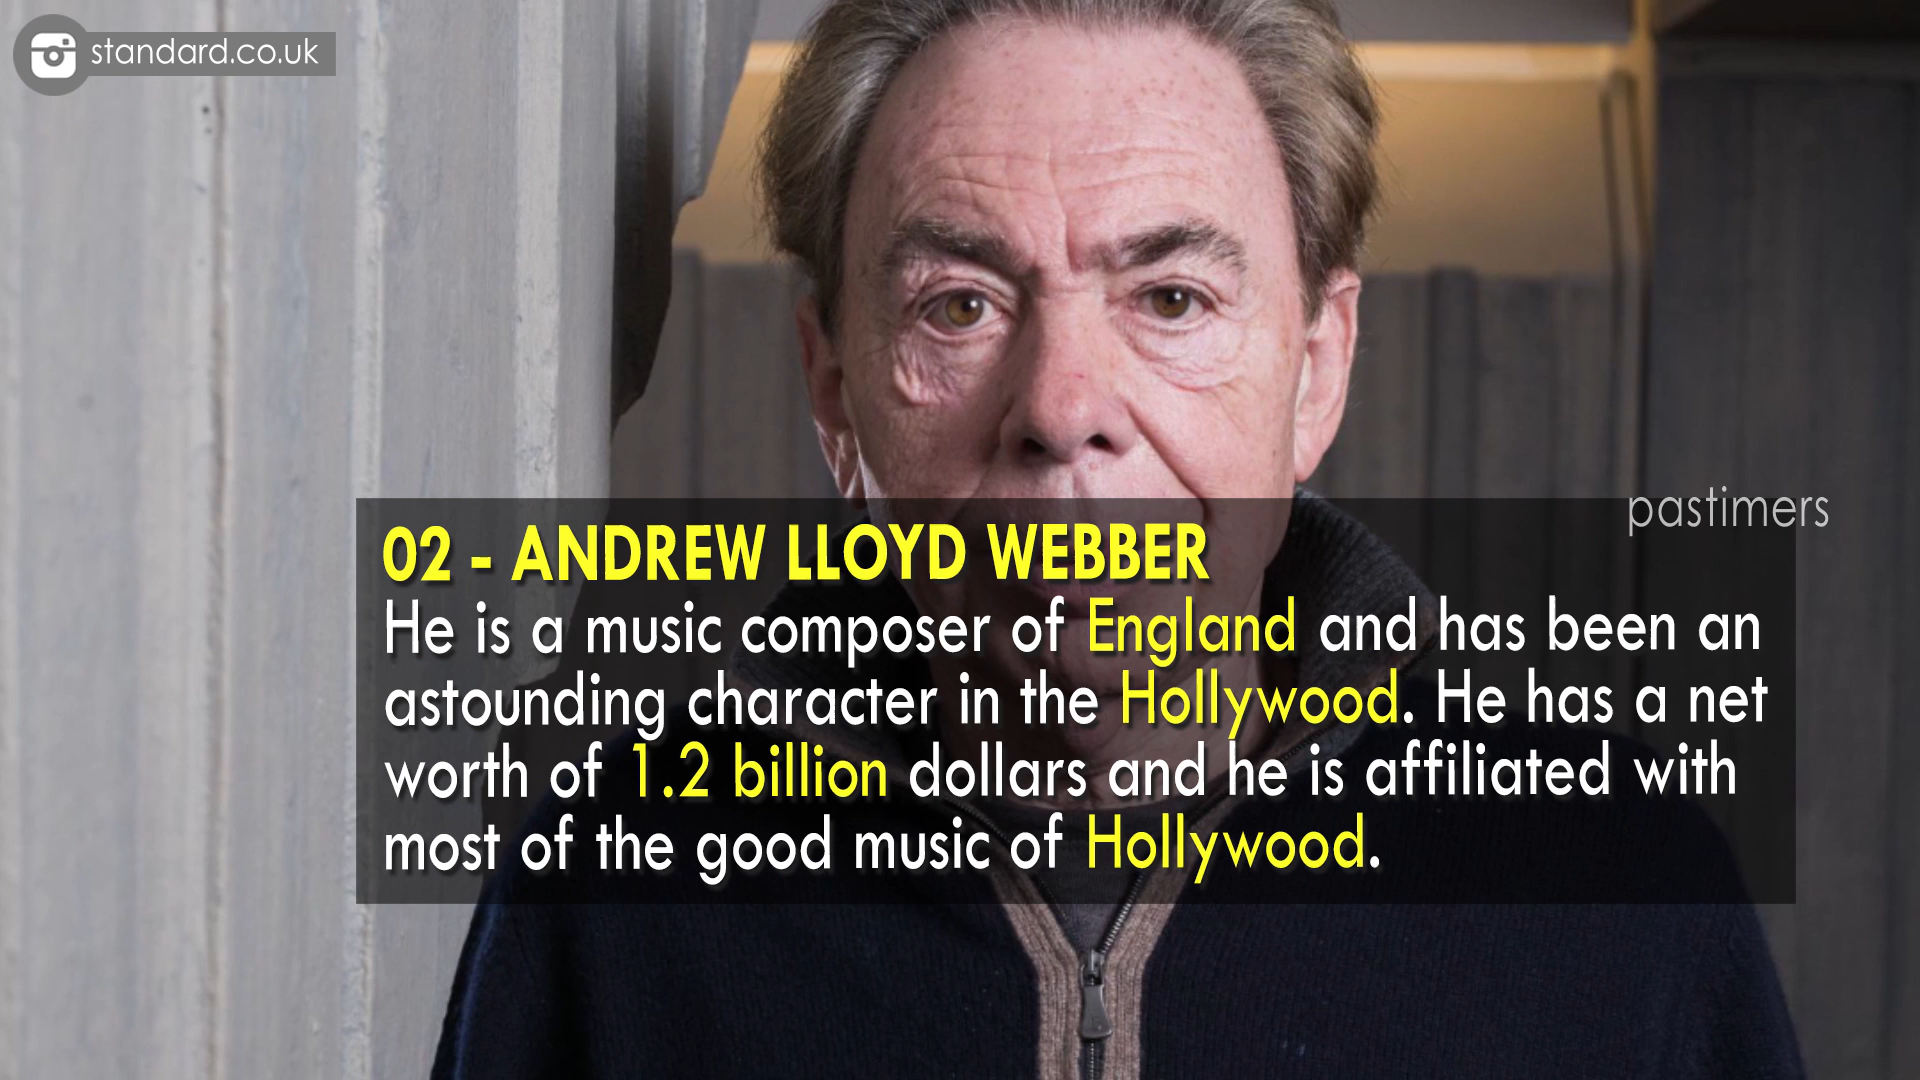 standard.co.uk
pastimers
02 - ANDREW LLOYD WEBBER
He is a music composer of England and has been an
astounding character in the Hollywood. He has a net
worth of 1.2 billion dollars and he is affiliated with
most of the good music of Hollywood.